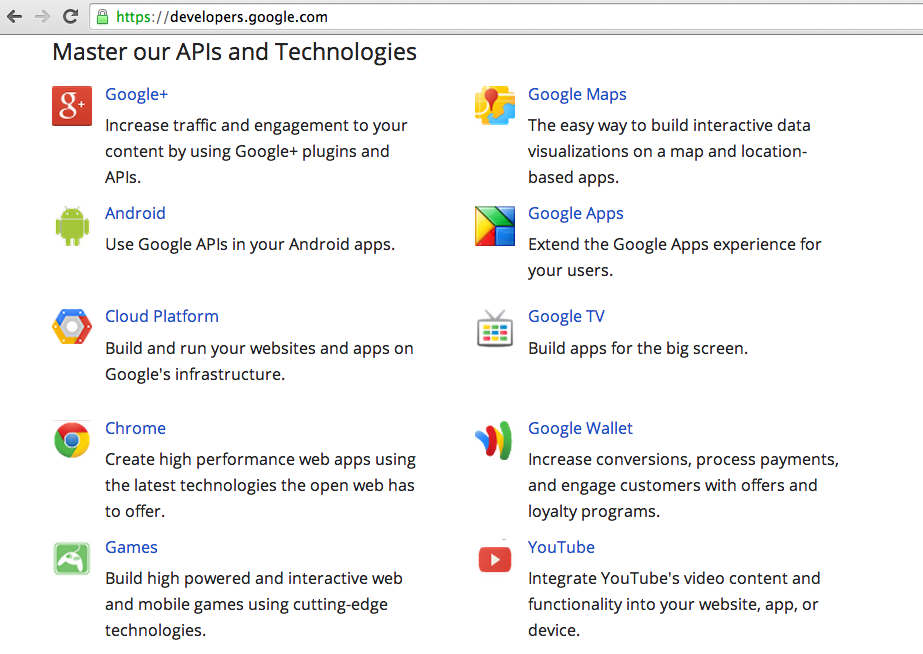 https://developers.google.com
Master our APIs and Technologies
g+
Google+
Increase traffic and engagement to your
content by using Google+ plugins and
APIs.
Google Maps
The easy way to build interactive data
visualizations on a map and location-
based apps.
Android
Use Google APIs in your Android apps.
Google Apps
Extend the Google Apps experience for
your users.
Cloud Platform
Build and run your websites and apps on
Google's infrastructure.
Google TV
Build apps for the big screen.
Chrome
Create high performance web apps using
the latest technologies the open web has
to offer.
Google Wallet
Increase conversions, process payments,
and engage customers with offers and
loyalty programs.
Games
Build high powered and interactive web
and mobile games using cutting-edge
technologies.
YouTube
Integrate YouTube's video content and
functionality into your website, app, or
device.